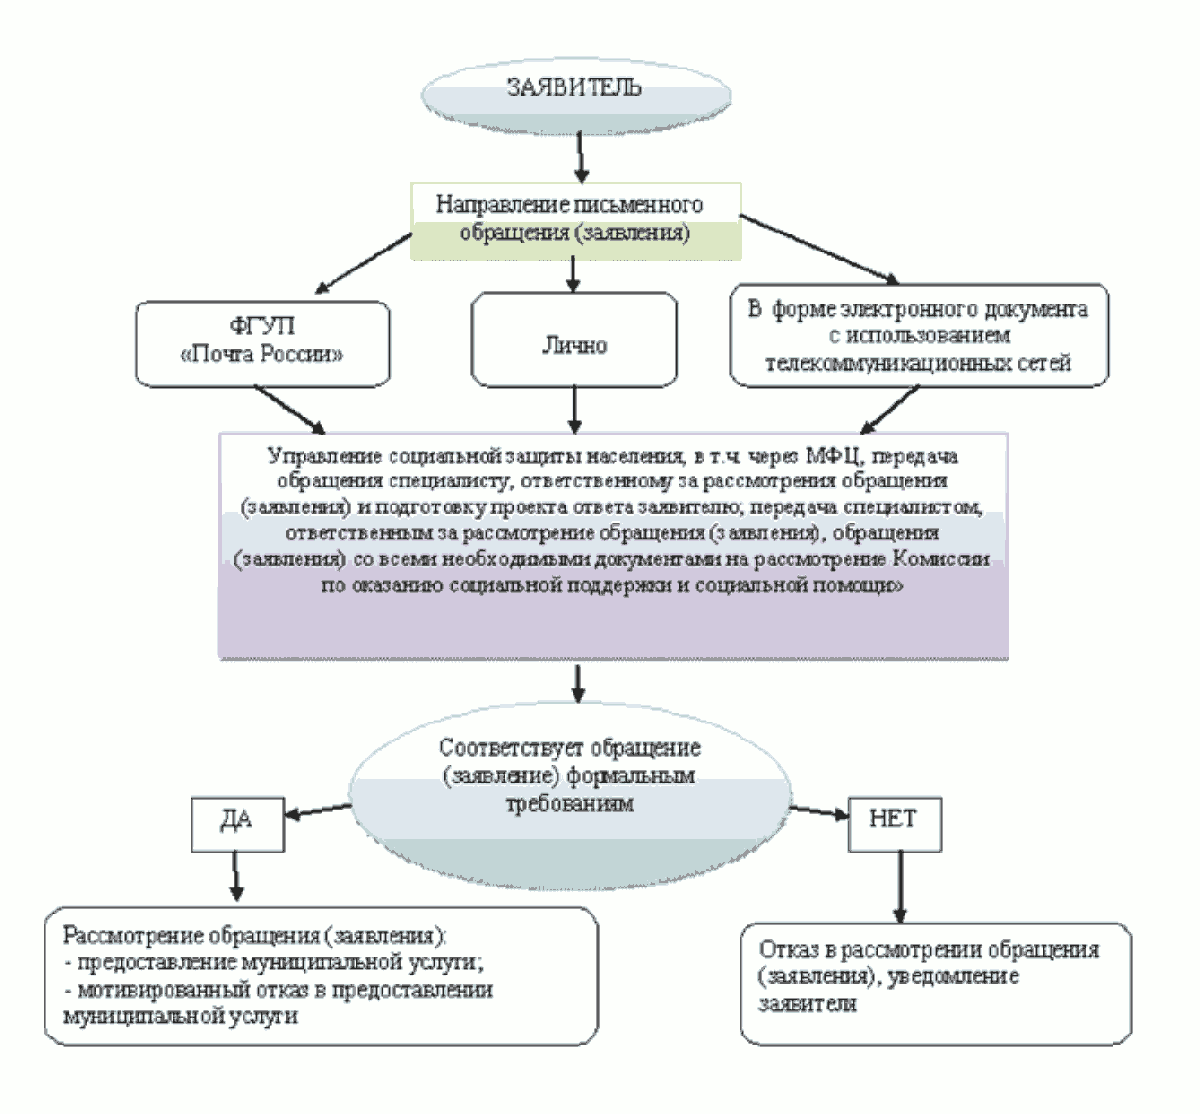 ЗАЯВИТЕЛЬ
Направление письменного
обращения (заявления)
ФГУП
«Почта России»
Лично
В форме электронного документа
с использованием
телекоммуникационных сетей
Управление социальной защиты населения, в т.ч. через МФЦ, передача
обращения специалисту, ответственному за рассмотрения обращения
(заявления) и подготовку проекта ответа заявителю; передача специалистом,
ответственным за рассмотрение обращения (заявления), обращения
(заявления) со всеми необходимыми документами на рассмотрение Комиссии
по оказанию социальной поддержки и социальной помощи»
Соответствует обращение
(заявление) формальным
требованиям
ДА
НЕТ
Рассмотрение обращения (заявления):
- предоставление муниципальной услуги;
- мотивированный отказ в предоставлении
муниципальной услуги
Отказ в рассмотрении обращения
(заявления), уведомление
заявителя